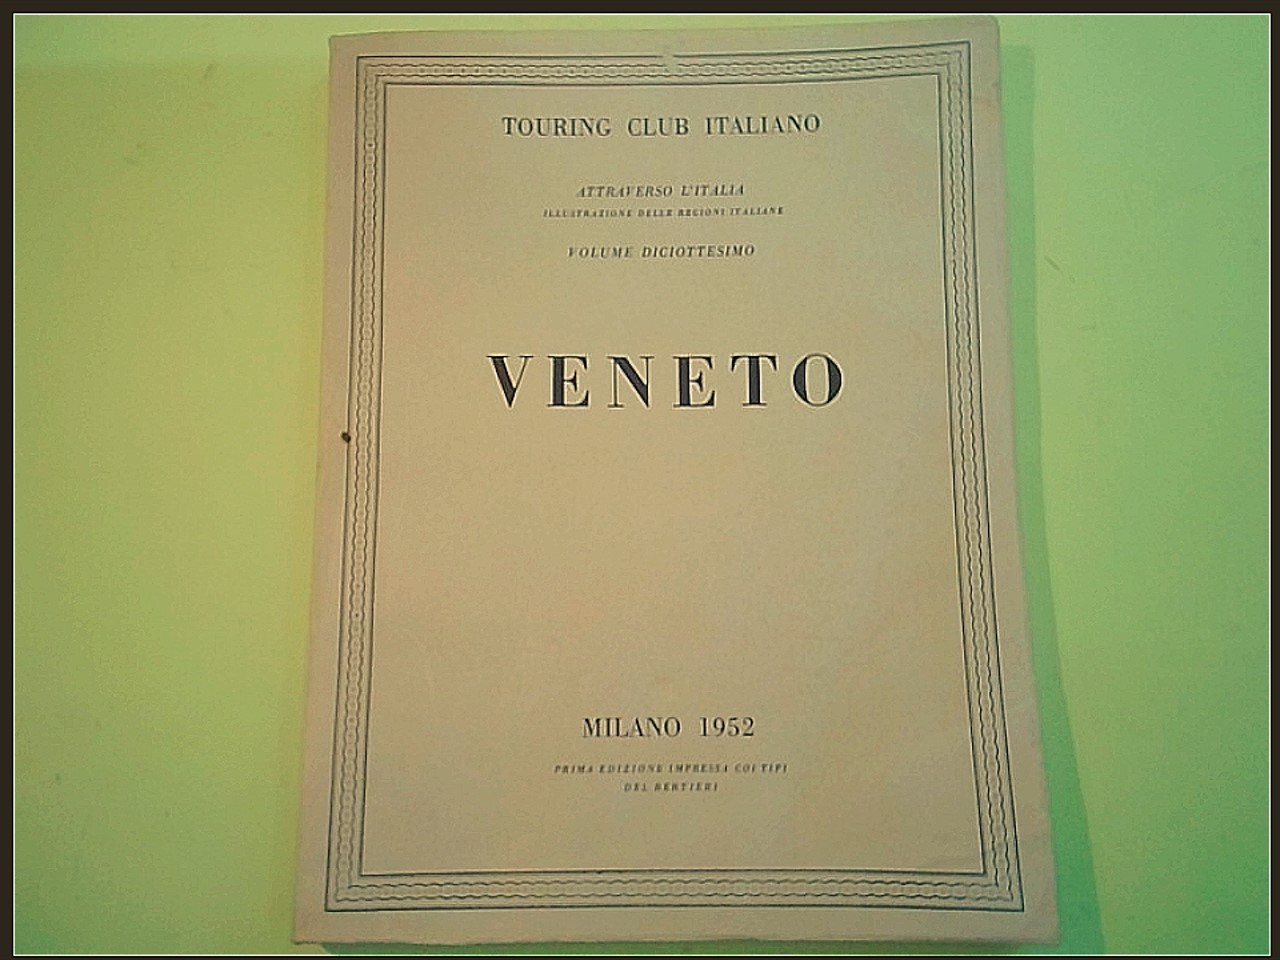 TOURING CLUB ITALIANO
ATTRAVERSO L'ITALIA
ILLUSTRAZIONE DELLE REGIONI ITALIANE
VOLUME DICIOTTESIMO
VENETO
MILANO 1952
PRIMA EDIZIONE IMPRESSA COI TIPI
DEL BERTIERI